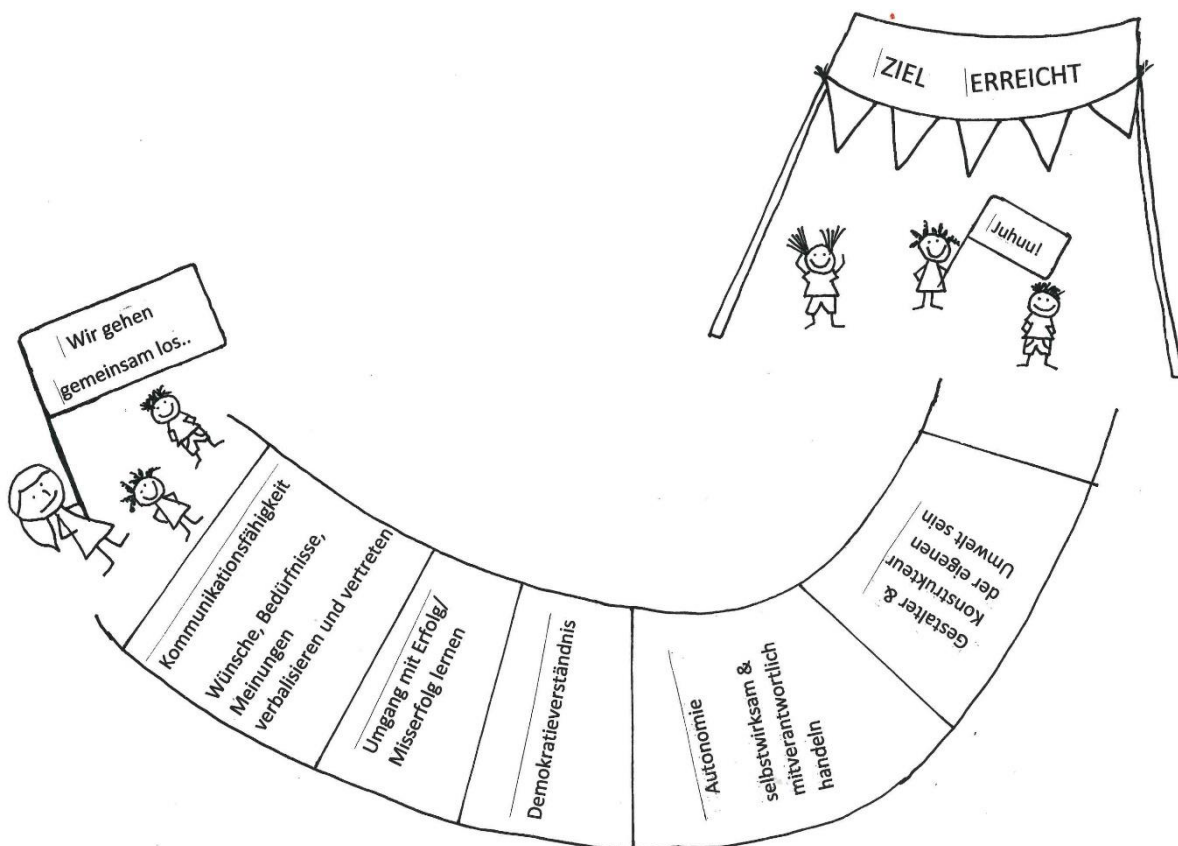 Wir gehen
gemeinsam los..
Kommunikationsfähigkeit
Wünsche, Bedürfnisse,
Meinungen
verbalisieren und vertreten
Umgang mit Erfolg/
Misserfolg lernen
Demokratieverständnis
Autonomie
selbstwirksam &
mitverantwortlich
handeln
Gestalter &
Konstrukteur
der eigenen
Umwelt sein
Juhuu!
ZIEL ERREICHT